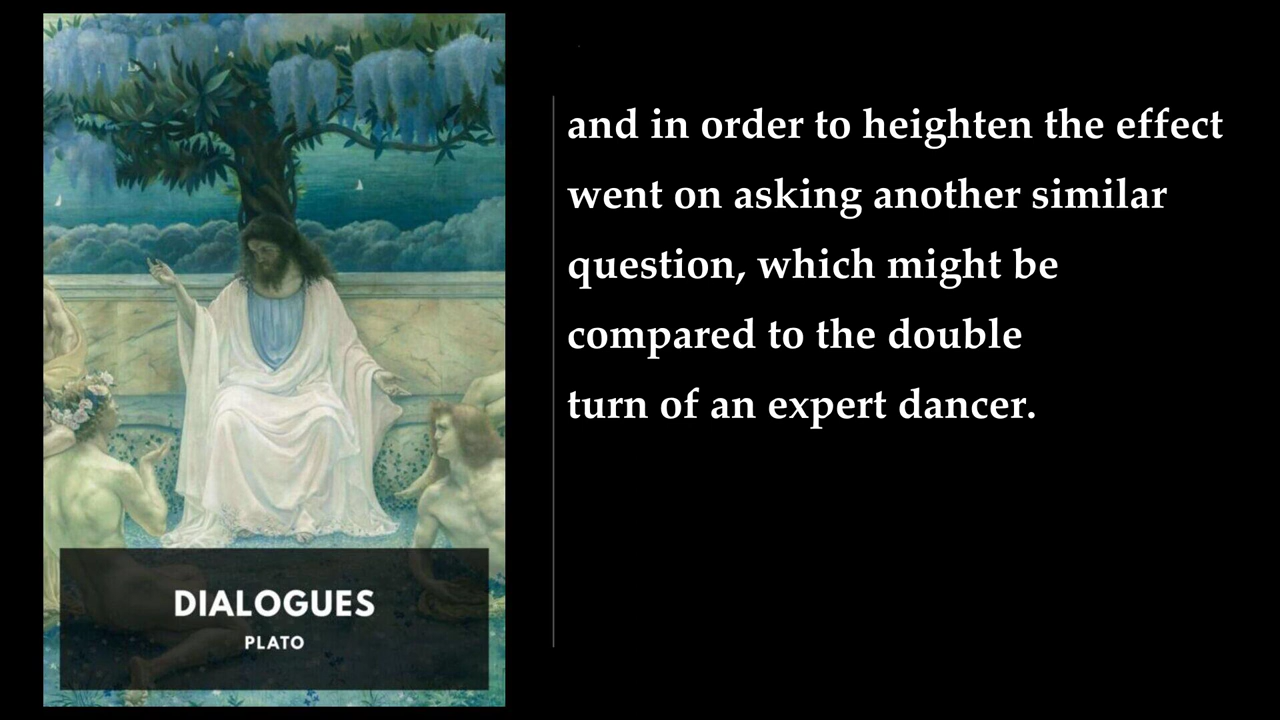 DIALOGUES
PLATO
and in order to heighten the effect
went on asking another similar
question, which might be
compared to the double
turn of an expert dancer.